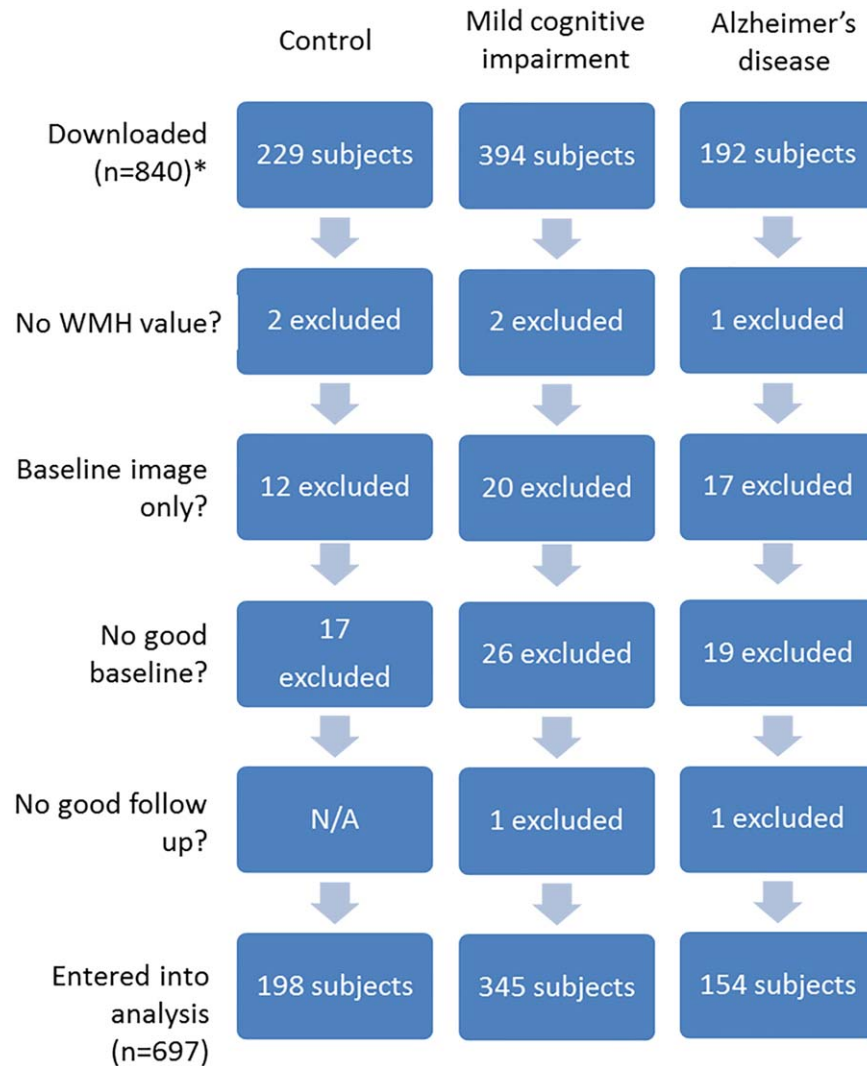 Control
Mild cognitive
impairment
Alzheimer's
disease
Downloaded
(n=840)*
229 subjects
394 subjects
192 subjects
No WMH value?
2 excluded
2 excluded
1 excluded
Baseline image
only?
12 excluded
20 excluded
17 excluded
No good
baseline?
17
excluded
26 excluded
19 excluded
No good follow
up?
N/A
1 excluded
1 excluded
Entered into
analysis
(n=697)
198 subjects
345 subjects
154 subjects